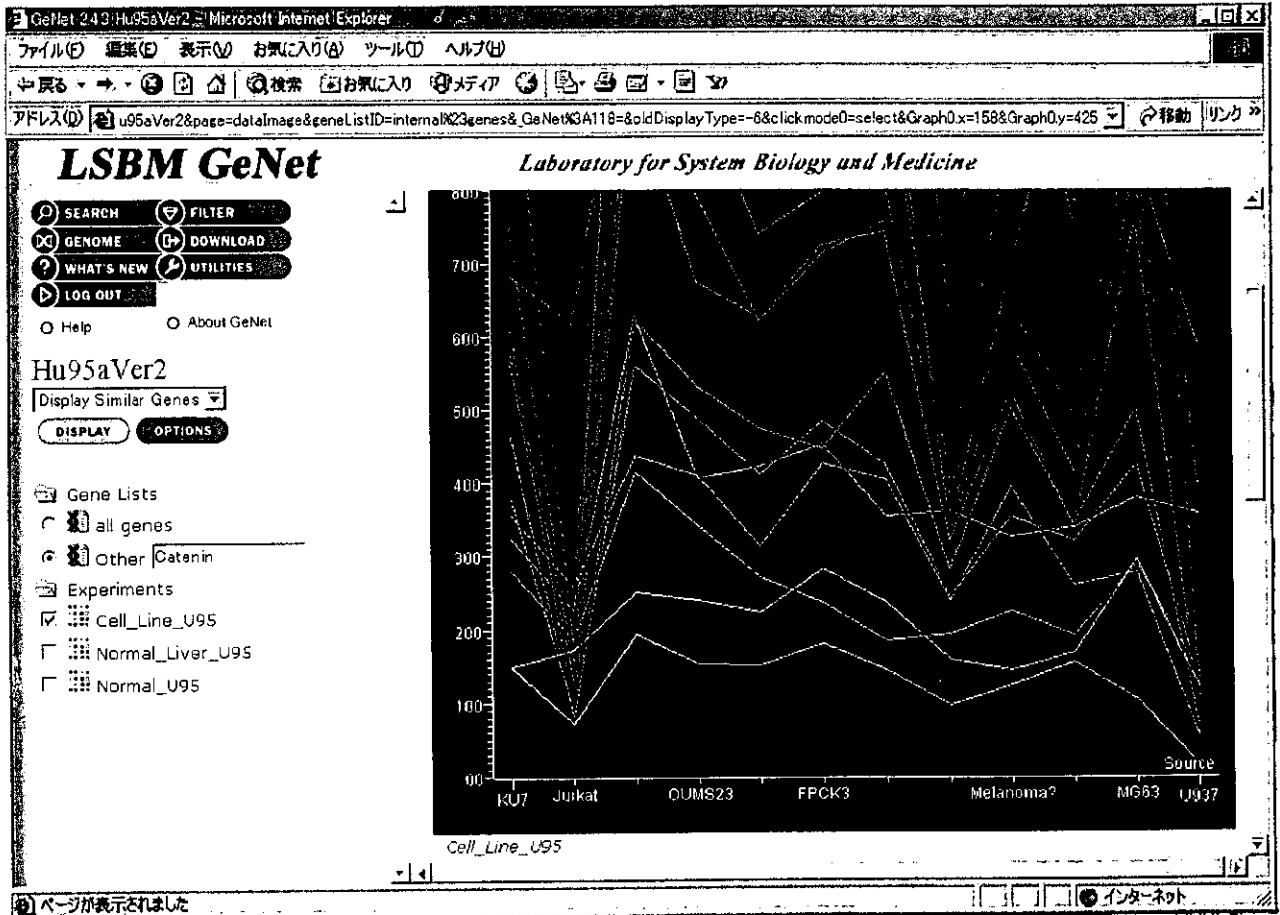 GeNet 2.4.3 Hu95aVer2 - Microsoft Internet Explorer
ファイル(F) 編集(E) 表示(V) お気に入り(A) ツール(T) ヘルプ(H)
戻る 検索 お気に入り メディア
アドレス(D) u95aVer2&page=dataImage&geneListID=internal%23genes&_GeNet%3A118=&oldDisplayType=-6&clickmode0=select&Graph0.x=158&Graph0.y=425 移動 リンク »
LSBM GeNet
Laboratory for System Biology and Medicine
SEARCH FILTER
GENOME DOWNLOAD
WHAT'S NEW UTILITIES
LOG OUT
Help About GeNet
Hu95aVer2
Display Similar Genes
DISPLAY OPTIONS
Gene Lists
all genes
Other Catenin
Experiments
Cell_Line_U95
Normal_Liver_U95
Normal_U95
800
700
600
500
400
300
200
100
00
Source
KU7 Jurkat OUMS23 FPCK3 Melanoma? MG63 U937
Cell_Line_U95
ページが表示されました インターネット